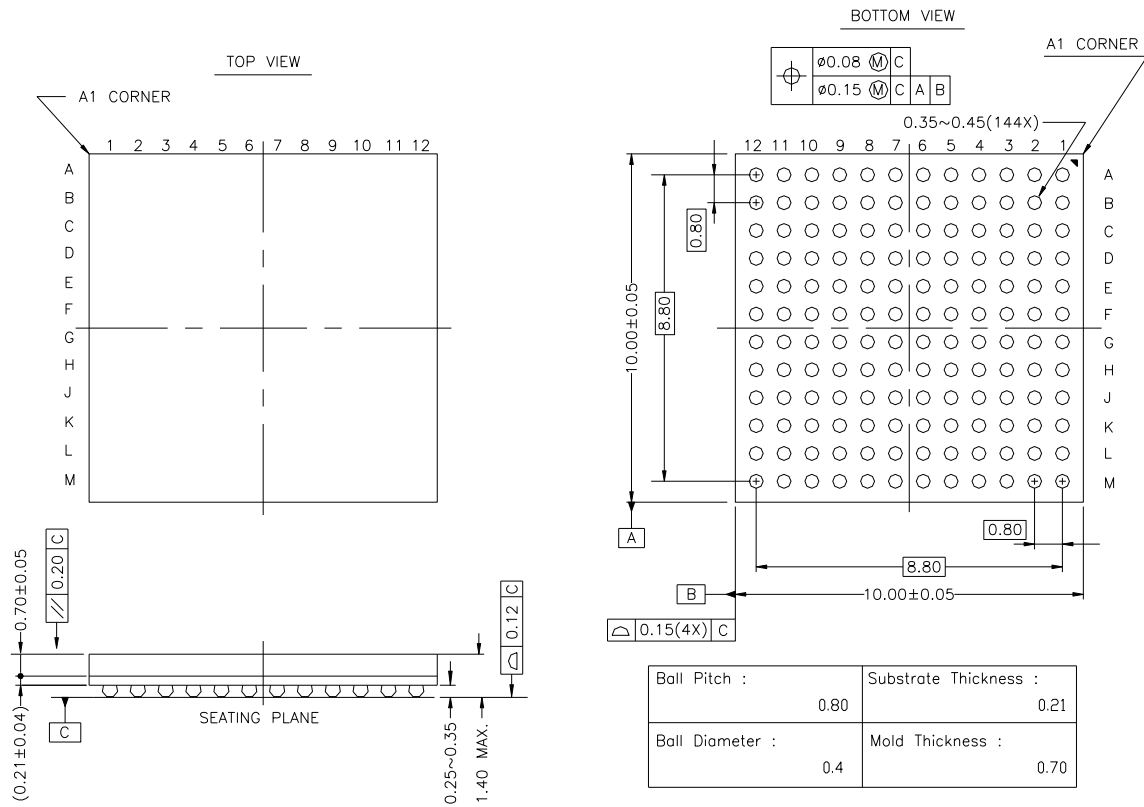 TOP VIEW
A1 CORNER
1 2 3 4 5 6 7 8 9 10 11 12
A
B
C
D
E
F
G
H
J
K
L
M
BOTTOM VIEW
A1 CORNER
⌀0.08 Ⓜ C
⌀0.15 Ⓜ C A B
0.35~0.45(144X)
12 11 10 9 8 7 6 5 4 3 2 1
A
B
C
D
E
F
G
H
J
K
L
M
0.80
8.80
10.00±0.05
A
0.80
8.80
B
10.00±0.05
0.15(4X) C
0.70±0.05
// 0.20 C
(0.21±0.04)
C
SEATING PLANE
0.25~0.35
1.40 MAX.
0.12 C
Ball Pitch : 0.80
Substrate Thickness : 0.21
Ball Diameter : 0.4
Mold Thickness : 0.70